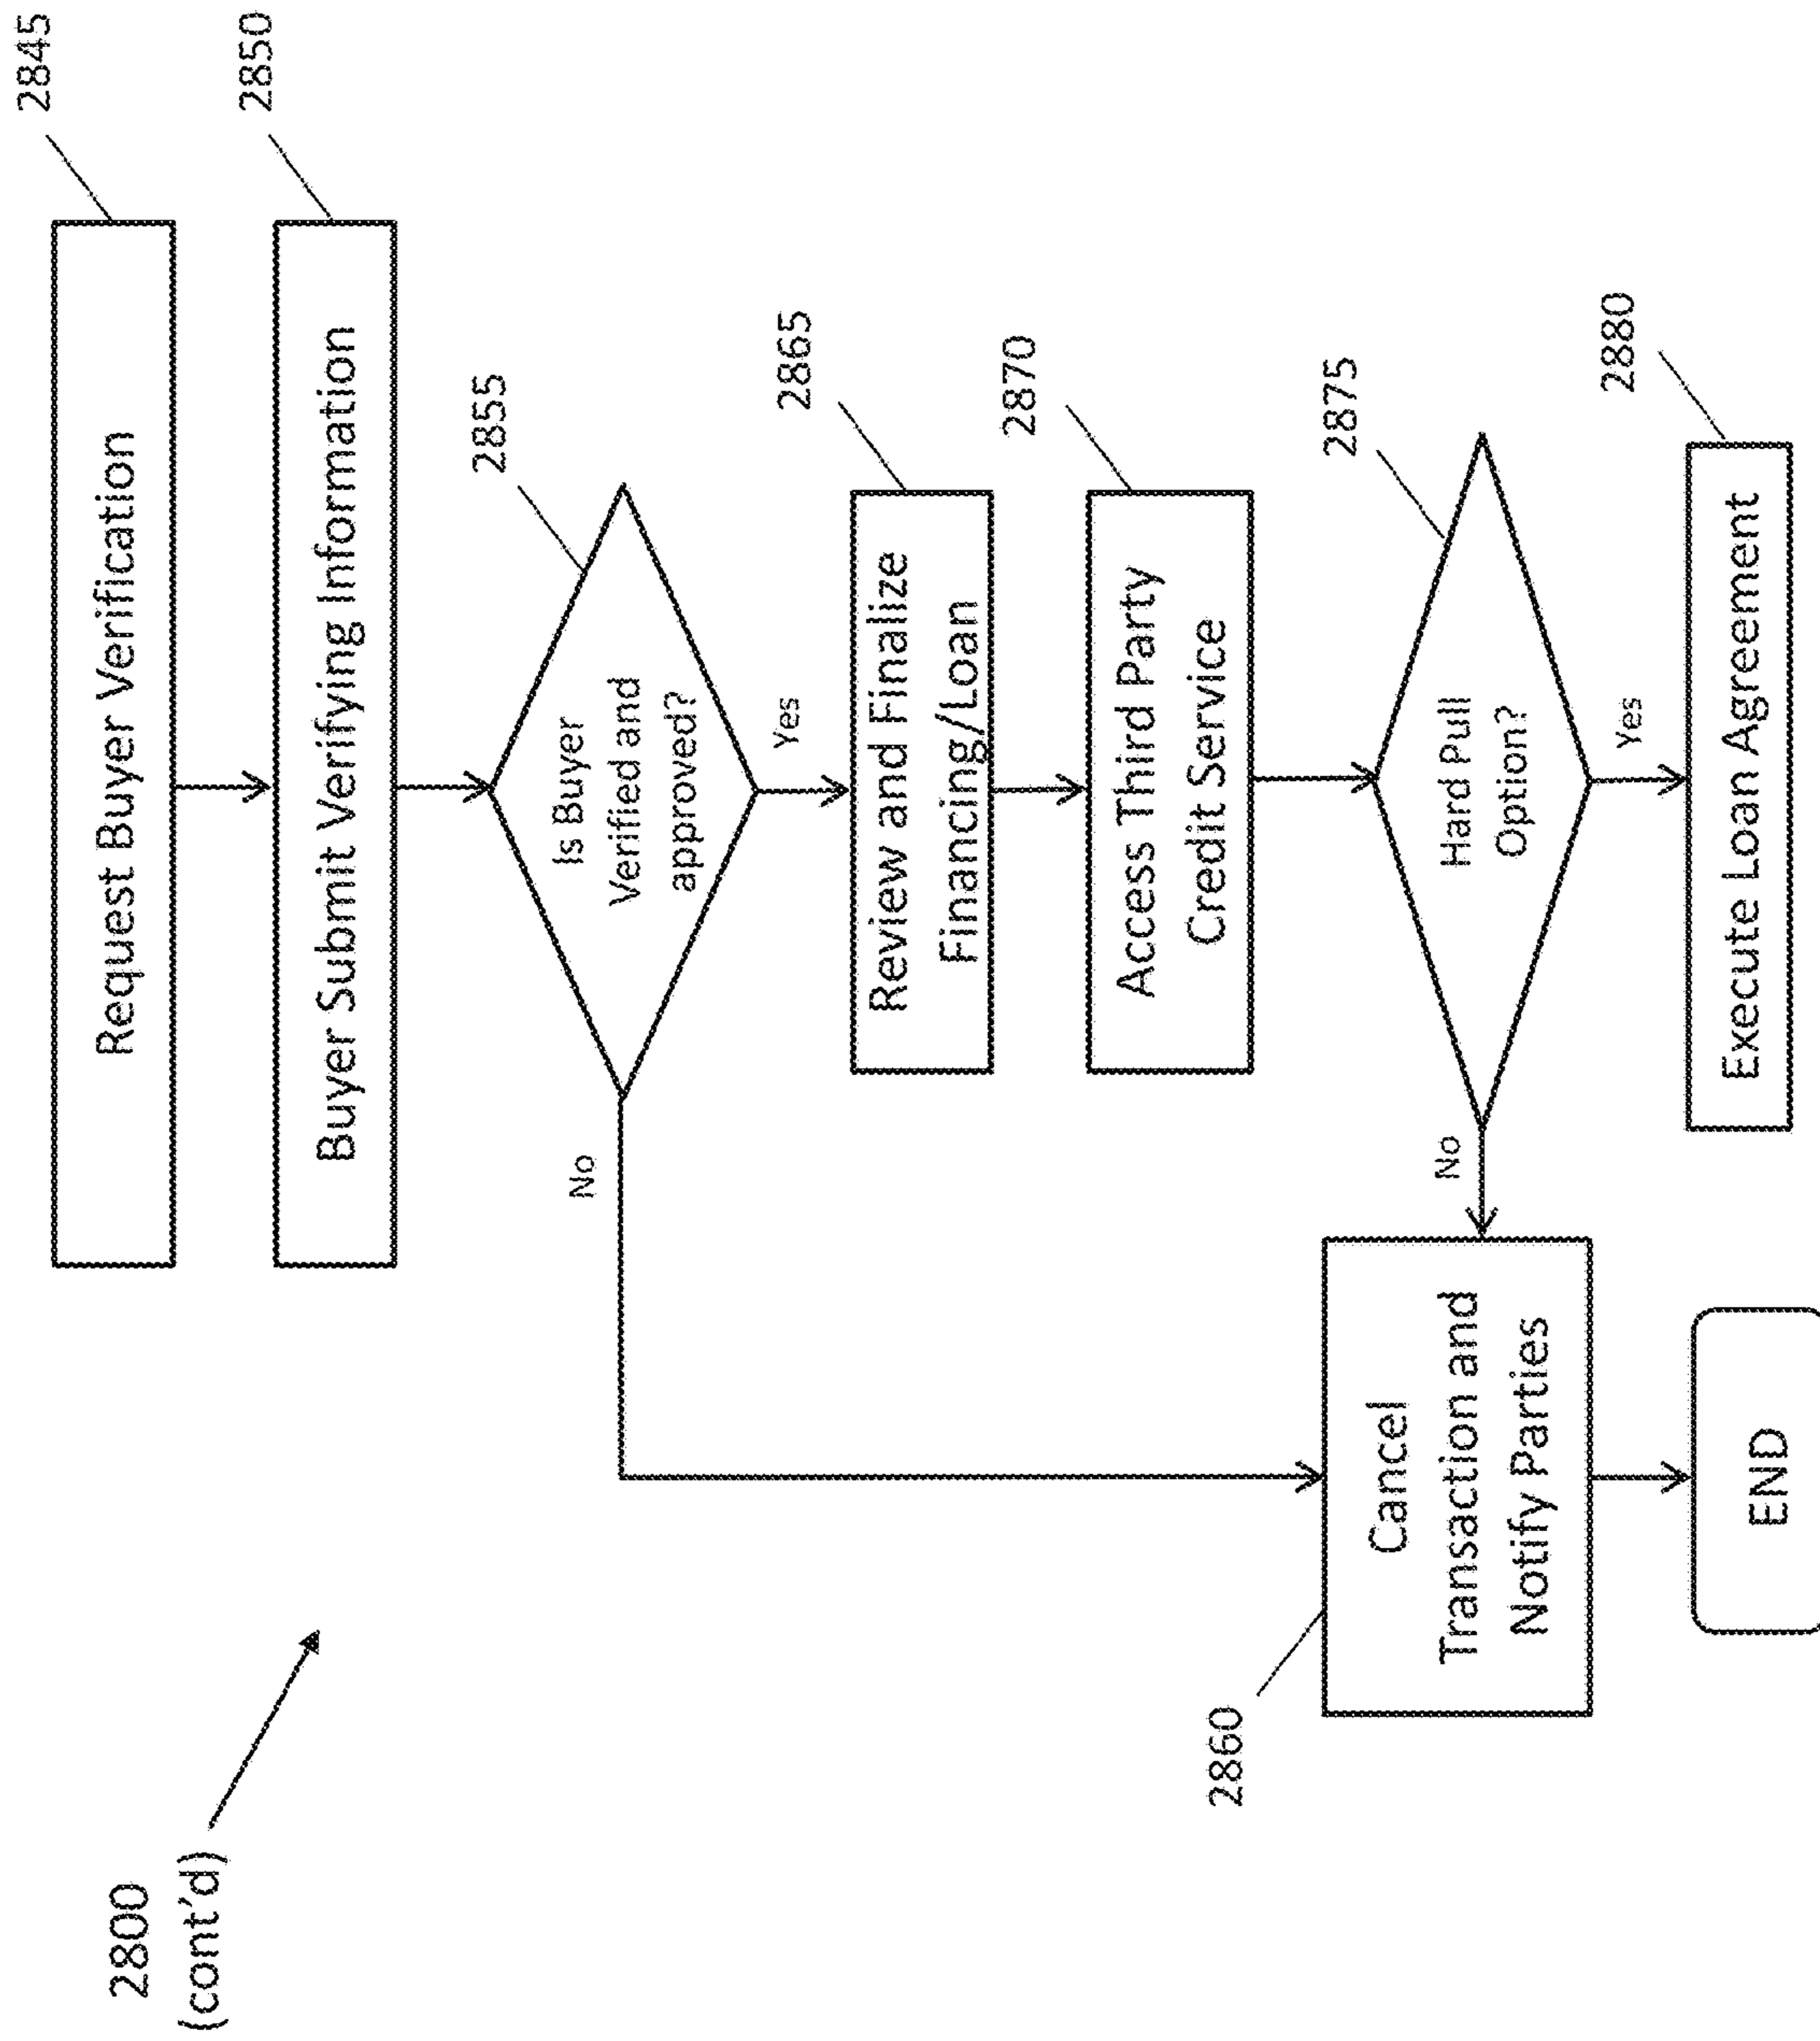 2800
(cont'd)
Request Buyer Verification
2845
Buyer Submit Verifying Information
2850
Is Buyer
Verified and
approved?
2855
No
Yes
Review and Finalize
Financing/Loan
2865
Access Third Party
Credit Service
2870
Hard Pull
Option?
2875
No
Yes
Cancel
Transaction and
Notify Parties
2860
Execute Loan Agreement
2880
END